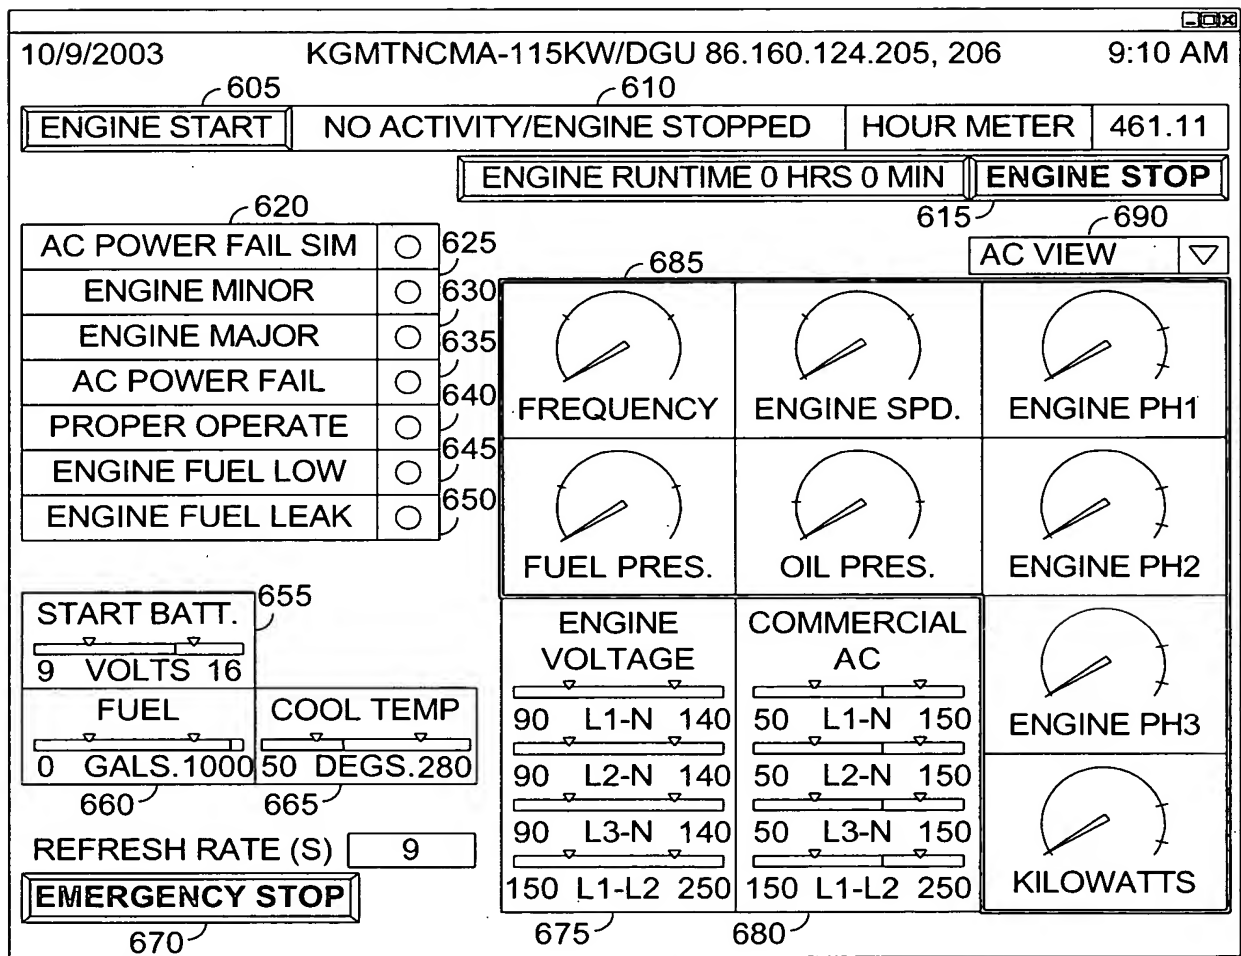 10/9/2003 KGMTNCMA-115KW/DGU 86.160.124.205, 206 9:10 AM
605 610
ENGINE START NO ACTIVITY/ENGINE STOPPED HOUR METER 461.11
ENGINE RUNTIME 0 HRS 0 MIN ENGINE STOP
615 690
AC VIEW
620
AC POWER FAIL SIM 625
ENGINE MINOR 630
ENGINE MAJOR 635
AC POWER FAIL 640
PROPER OPERATE 645
ENGINE FUEL LOW 650
ENGINE FUEL LEAK
685
FREQUENCY ENGINE SPD. ENGINE PH1
FUEL PRES. OIL PRES. ENGINE PH2
ENGINE PH3
KILOWATTS
START BATT. 655
9 VOLTS 16
FUEL COOL TEMP
0 GALS. 1000 50 DEGS. 280
660 665
REFRESH RATE (S) 9
EMERGENCY STOP
670
ENGINE
VOLTAGE
90 L1-N 140
90 L2-N 140
90 L3-N 140
150 L1-L2 250
675
COMMERCIAL
AC
50 L1-N 150
50 L2-N 150
50 L3-N 150
150 L1-L2 250
680